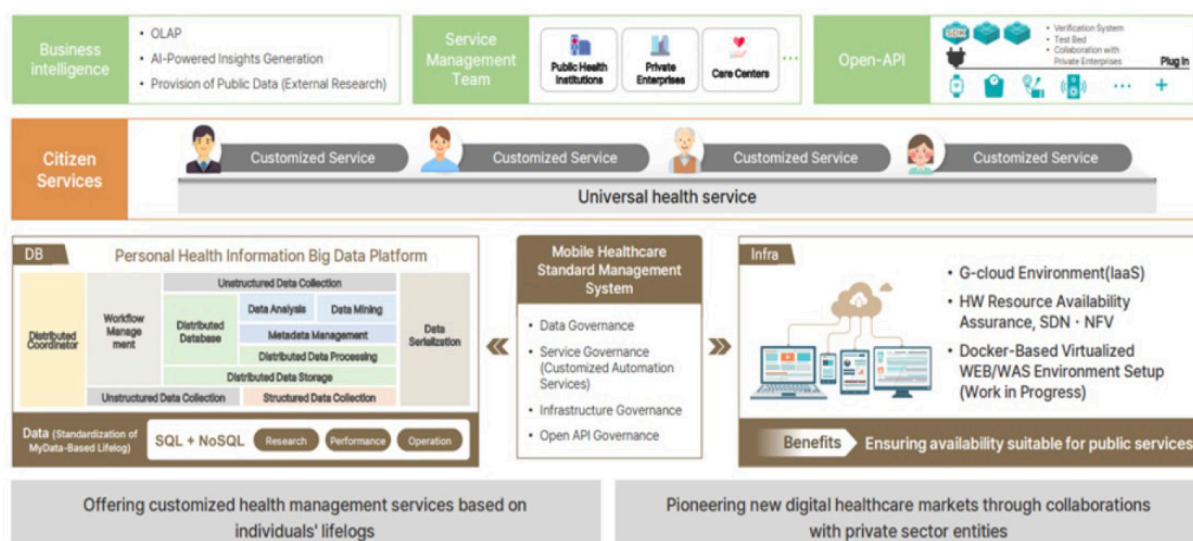 Business
intelligence
• OLAP
• AI-Powered Insights Generation
• Provision of Public Data (External Research)
Service
Management
Team
Public Health
Institutions
Private
Enterprises
Care Centers
...
Open-API
SDK
• Verification System
• Test Bed
• Collaboration with
Private Enterprises
Plug In
... +
Citizen
Services
Customized Service
Customized Service
Customized Service
Customized Service
Universal health service
DB
Personal Health Information Big Data Platform
Distributed
Coordinator
Workflow
Manage
ment
Unstructured Data Collection
Distributed
Database
Data Analysis
Data Mining
Metadata Management
Distributed Data Processing
Distributed Data Storage
Unstructured Data Collection
Structured Data Collection
Data
Serialization
Data (Standardization of
MyData-Based Lifelog)
SQL + NoSQL
Research
Performance
Operation
Mobile Healthcare
Standard Management
System
• Data Governance
• Service Governance
(Customized Automation
Services)
• Infrastructure Governance
• Open API Governance
Infra
• G-cloud Environment(IaaS)
• HW Resource Availability
Assurance, SDN · NFV
• Docker-Based Virtualized
WEB/WAS Environment Setup
(Work in Progress)
Benefits
Ensuring availability suitable for public services
Offering customized health management services based on
individuals' lifelogs
Pioneering new digital healthcare markets through collaborations
with private sector entities